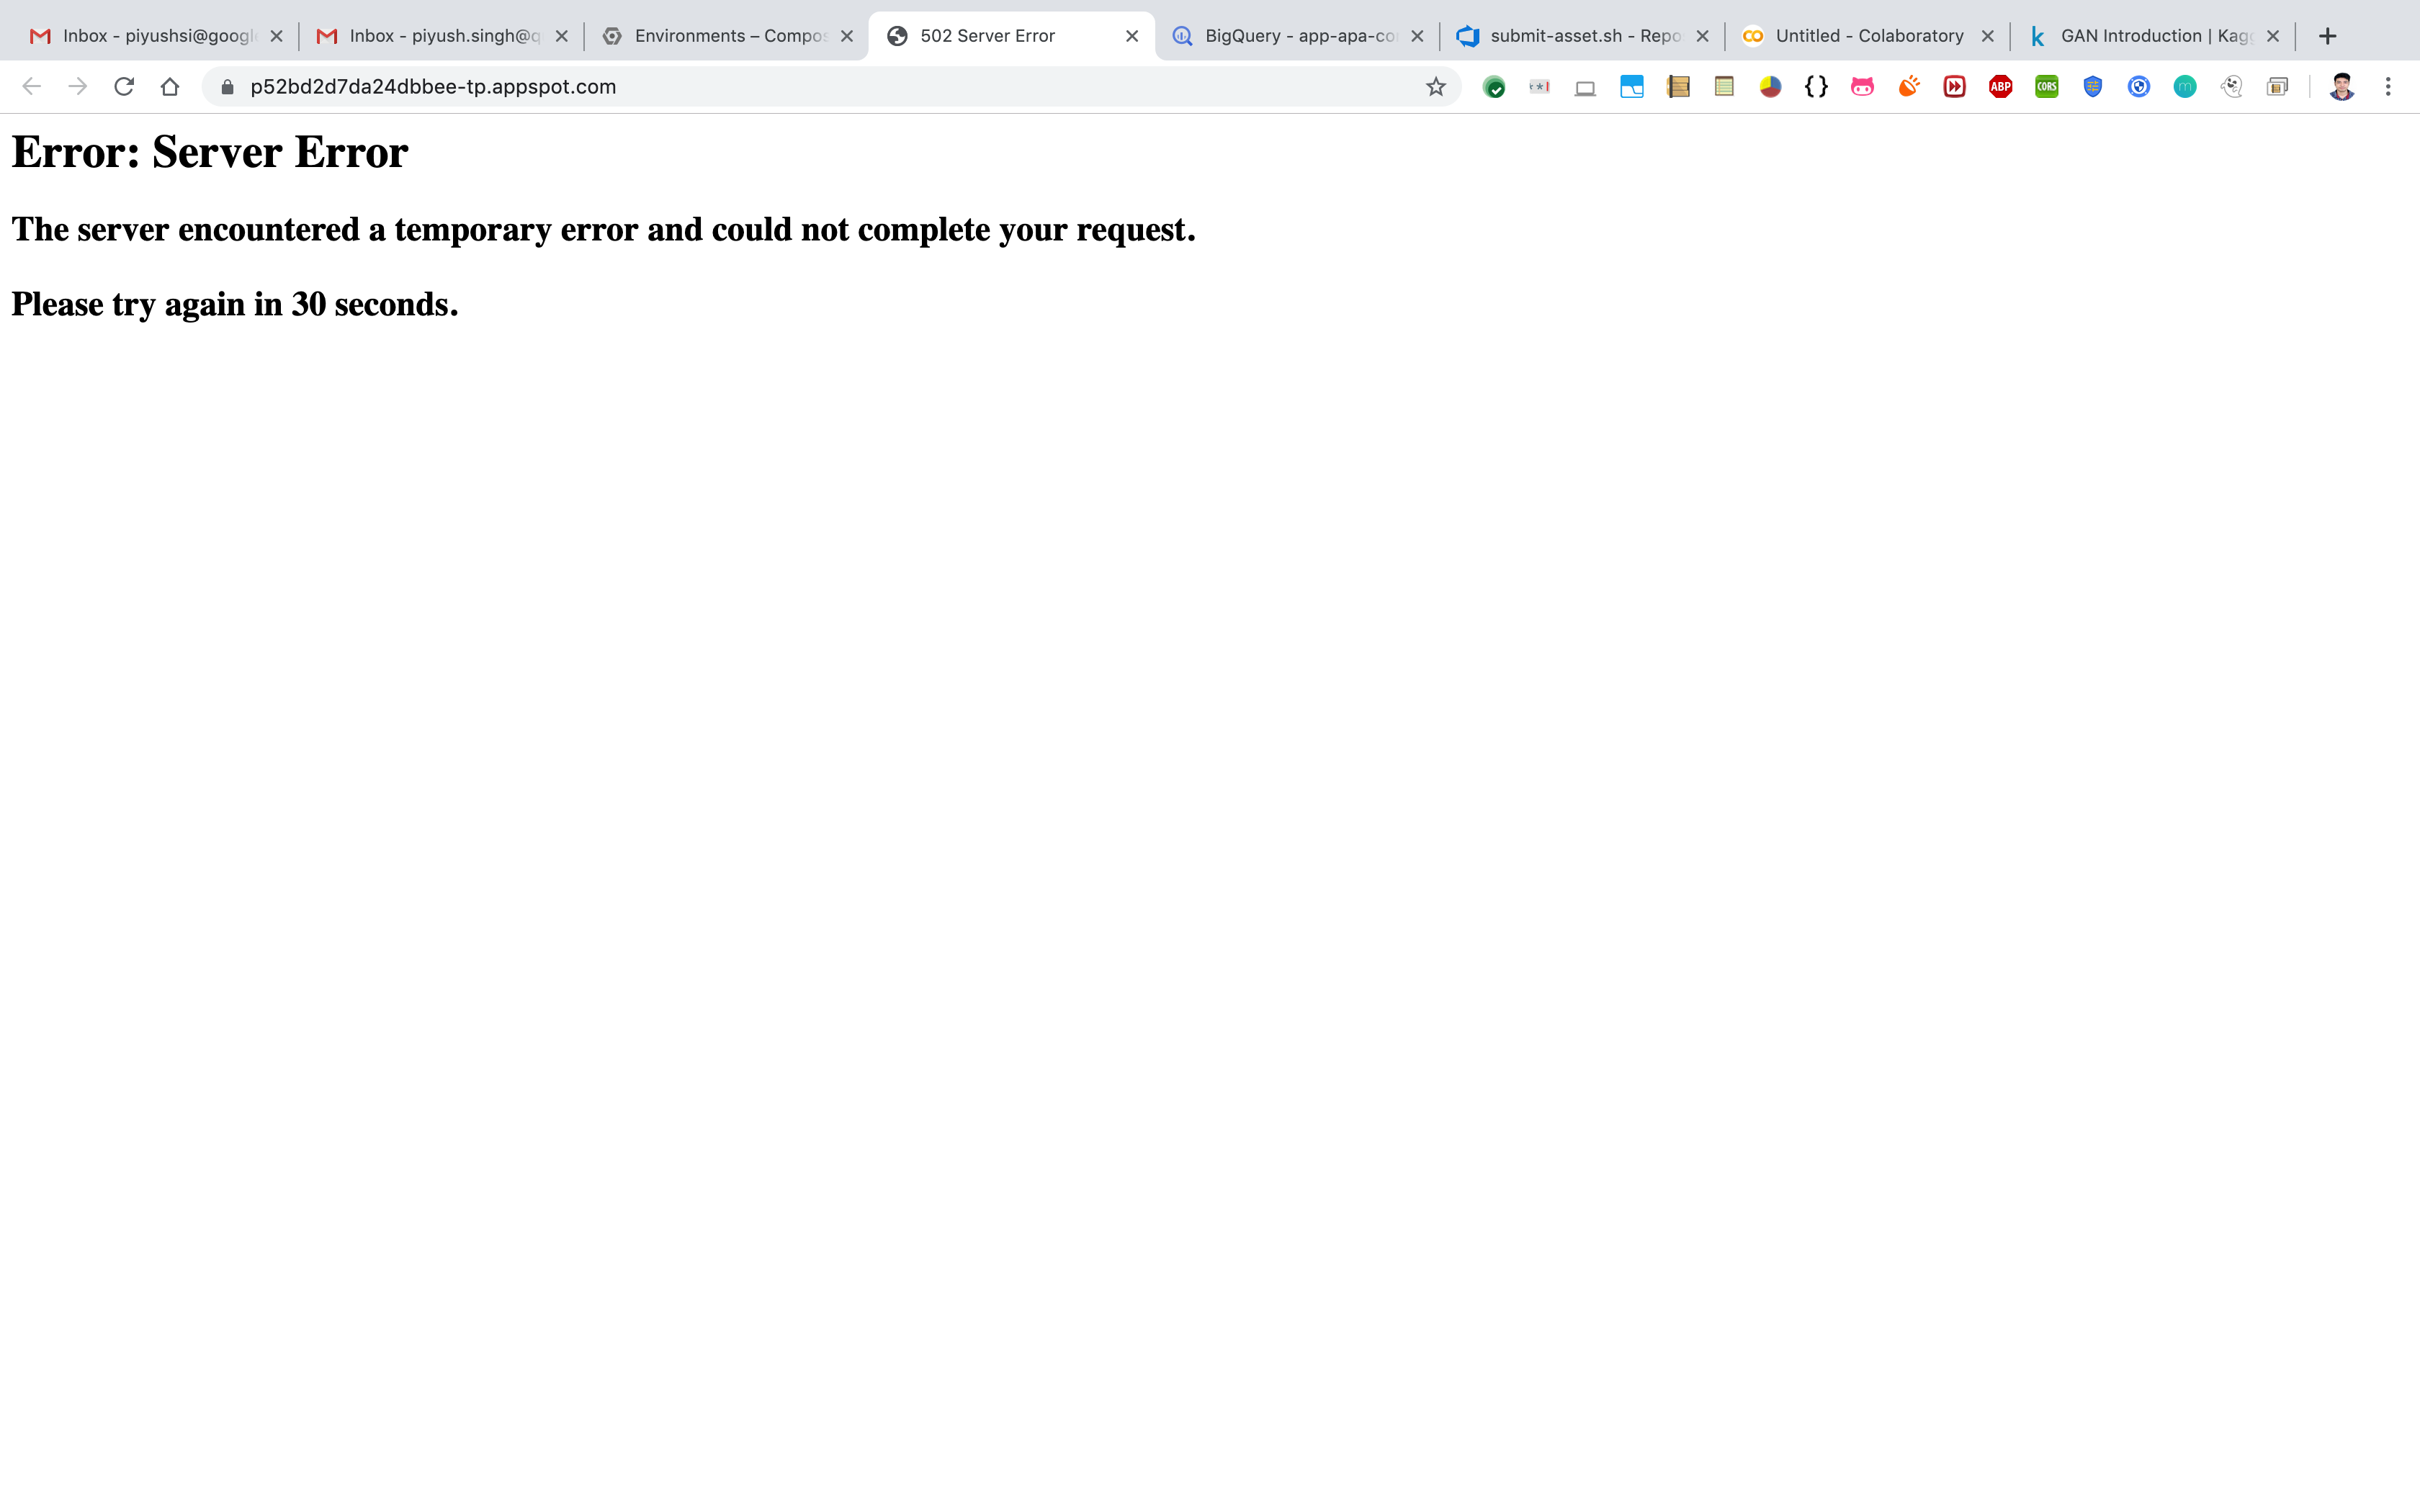 Inbox - piyushsi@googl
Inbox - piyush.singh@q
Environments – Compos
502 Server Error
BigQuery - app-apa-co
submit-asset.sh - Repo
Untitled - Colaboratory
GAN Introduction | Kagg
p52bd2d7da24dbbee-tp.appspot.com
ABP
CORS
m
Error: Server Error
The server encountered a temporary error and could not complete your request.
Please try again in 30 seconds.